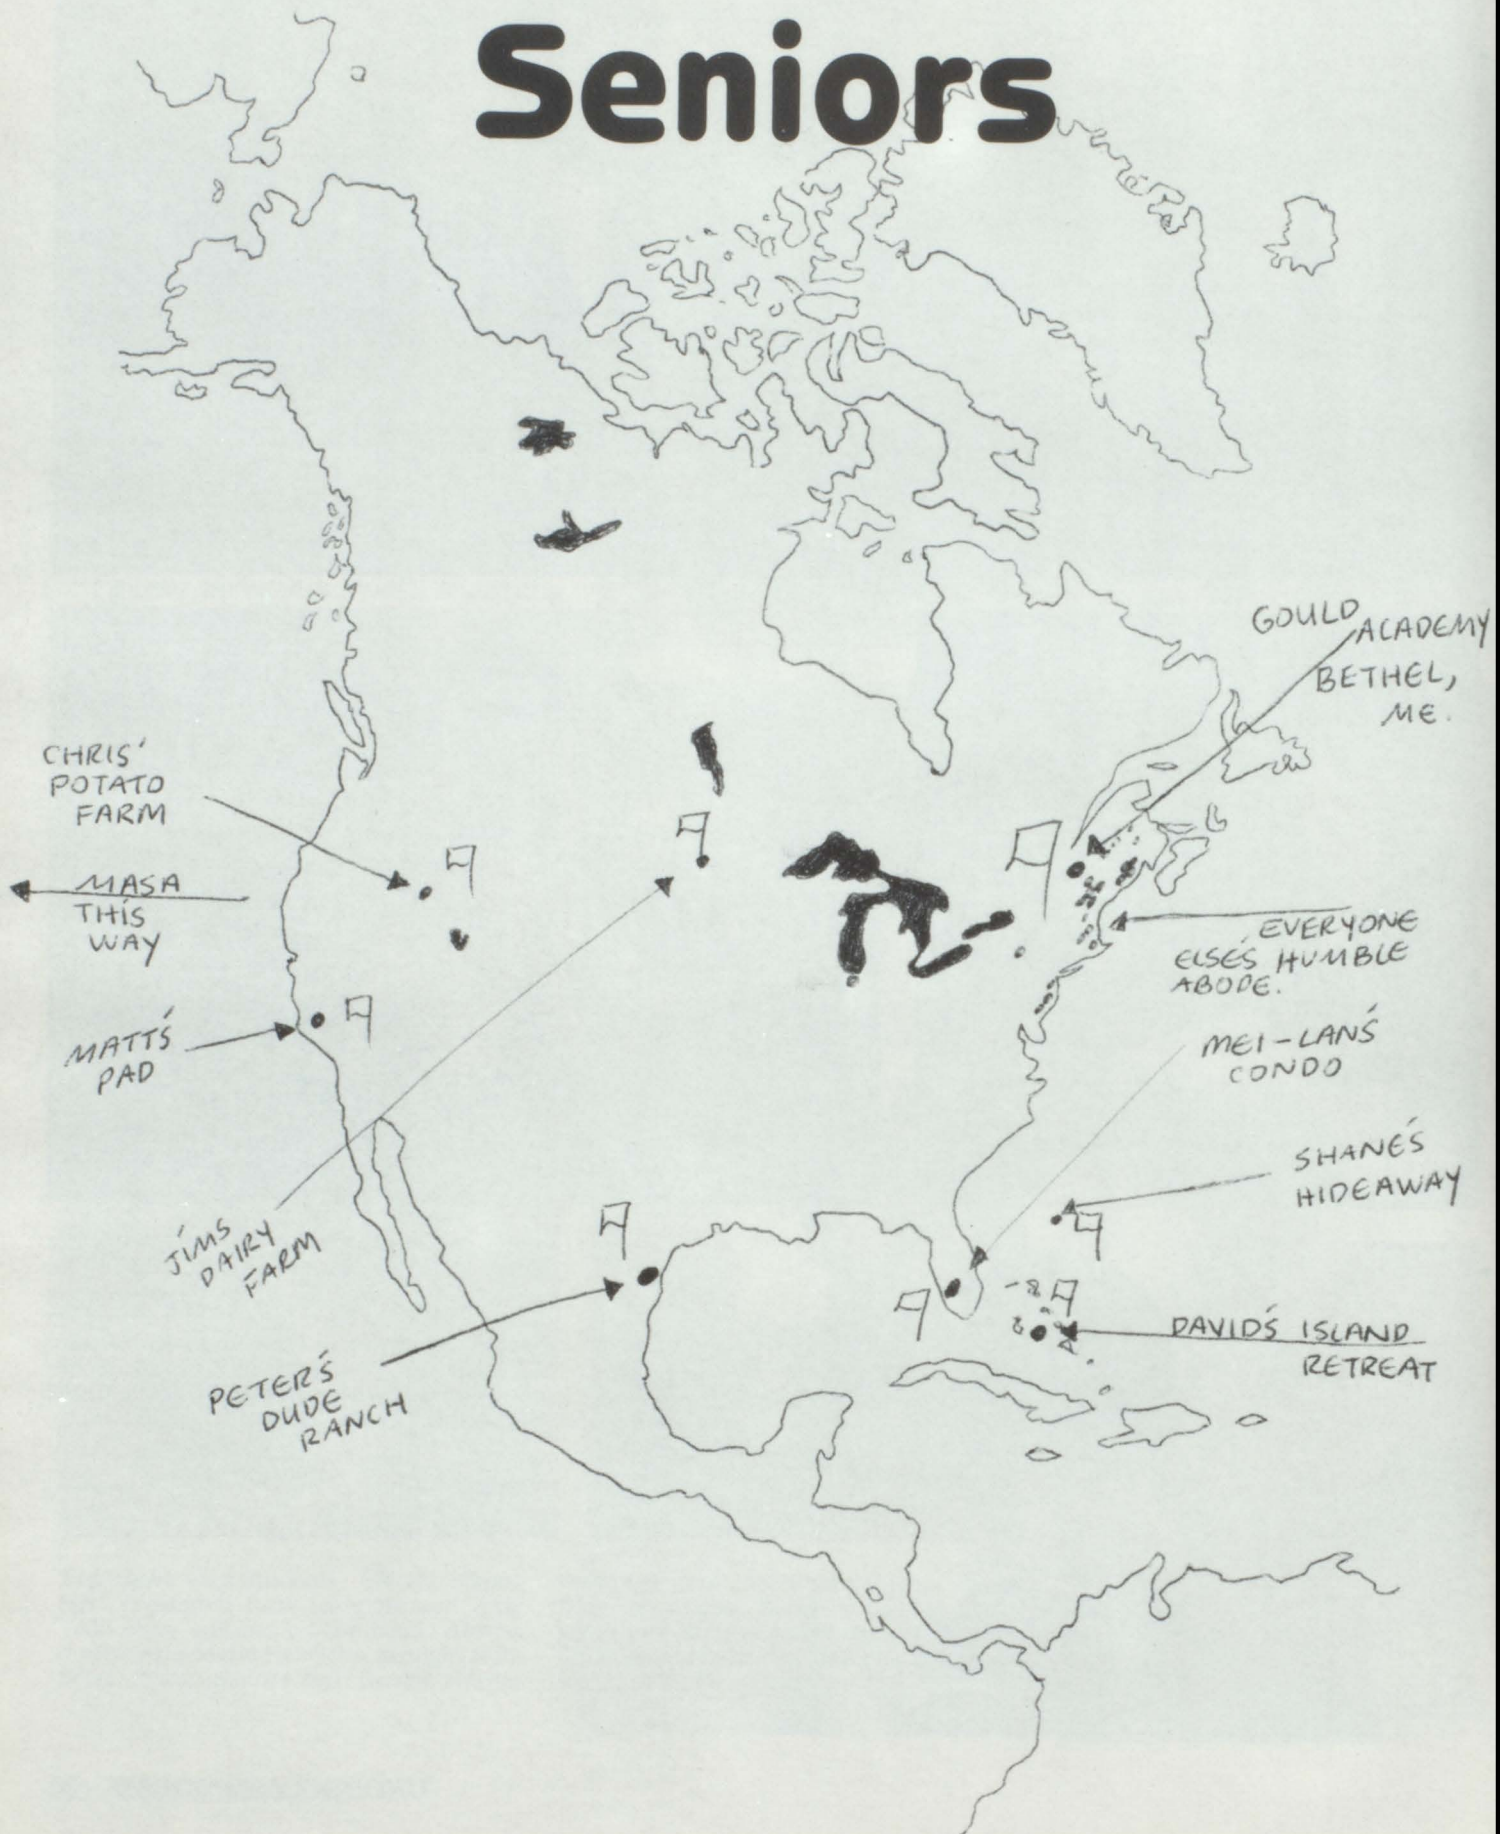 Seniors
GOULD
ACADEMY
BETHEL,
ME.
CHRIS'
POTATO
FARM
MASA
THIS
WAY
EVERYONE
ELSE'S HUMBLE
ABODE.
MATT'S
PAD
MEI-LAN'S
CONDO
SHANE'S
HIDEAWAY
JIMS
DAIRY
FARM
DAVID'S ISLAND
RETREAT
PETER'S
DUDE
RANCH